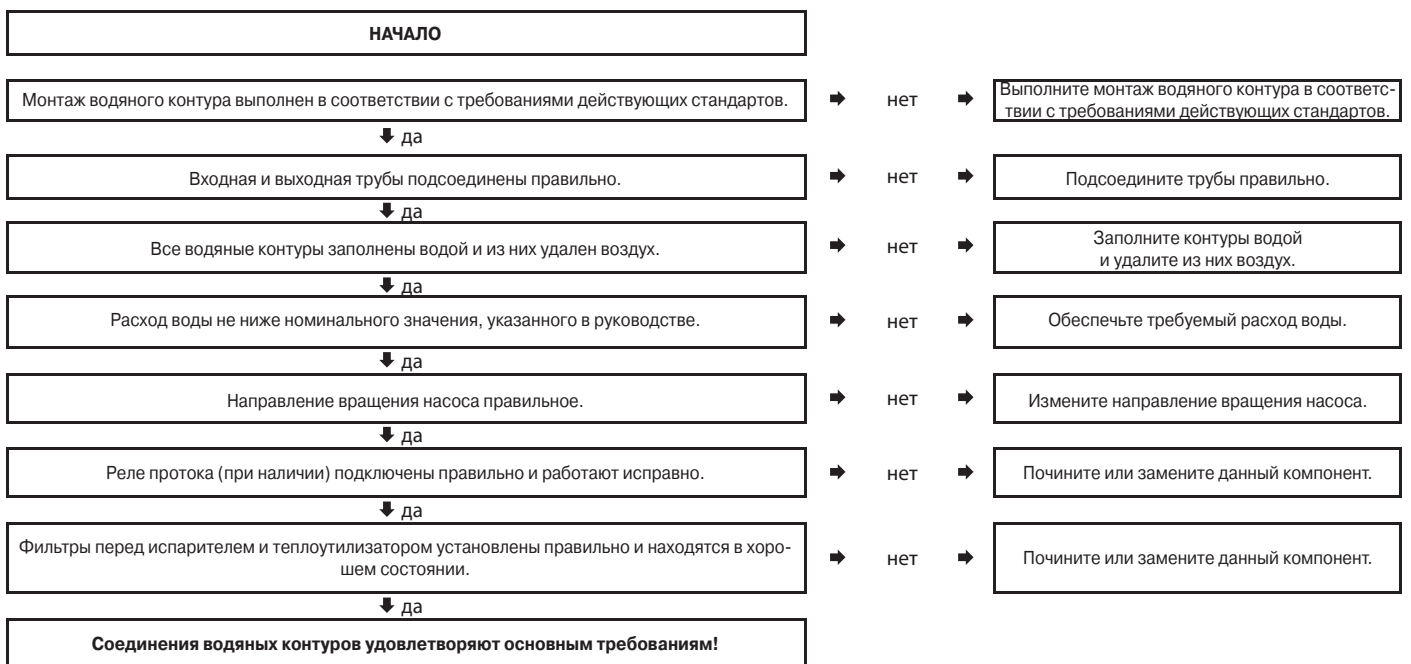 НАЧАЛО
Монтаж водяного контура выполнен в соответствии с требованиями действующих стандартов.
нет
Выполните монтаж водяного контура в соответс-
твии с требованиями действующих стандартов.
да
Входная и выходная трубы подсоединены правильно.
нет
Подсоедините трубы правильно.
да
Все водяные контуры заполнены водой и из них удален воздух.
нет
Заполните контуры водой
и удалите из них воздух.
да
Расход воды не ниже номинального значения, указанного в руководстве.
нет
Обеспечьте требуемый расход воды.
да
Направление вращения насоса правильное.
нет
Измените направление вращения насоса.
да
Реле протока (при наличии) подключены правильно и работают исправно.
нет
Почините или замените данный компонент.
да
Фильтры перед испарителем и теплоутилизатором установлены правильно и находятся в хоро-
шем состоянии.
нет
Почините или замените данный компонент.
да
Соединения водяных контуров удовлетворяют основным требованиям!